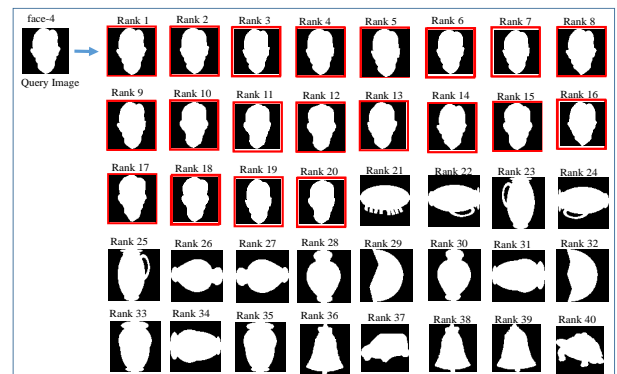 face-4
Query Image
Rank 1 Rank 2 Rank 3 Rank 4 Rank 5 Rank 6 Rank 7 Rank 8
Rank 9 Rank 10 Rank 11 Rank 12 Rank 13 Rank 14 Rank 15 Rank 16
Rank 17 Rank 18 Rank 19 Rank 20 Rank 21 Rank 22 Rank 23 Rank 24
Rank 25 Rank 26 Rank 27 Rank 28 Rank 29 Rank 30 Rank 31 Rank 32
Rank 33 Rank 34 Rank 35 Rank 36 Rank 37 Rank 38 Rank 39 Rank 40